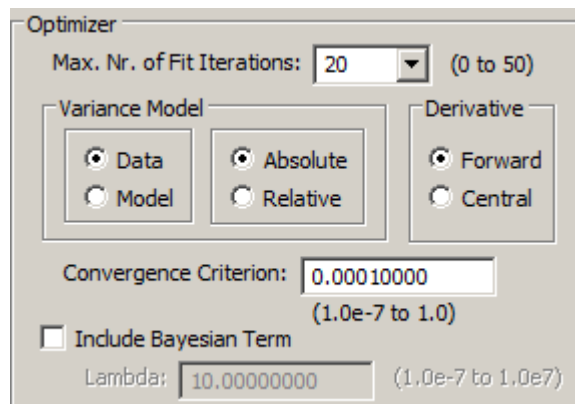 Optimizer
Max. Nr. of Fit Iterations: 20 (0 to 50)
Variance Model
Derivative
Data
Absolute
Forward
Model
Relative
Central
Convergence Criterion: 0.00010000
(1.0e-7 to 1.0)
Include Bayesian Term
Lambda: 10.00000000 (1.0e-7 to 1.0e7)